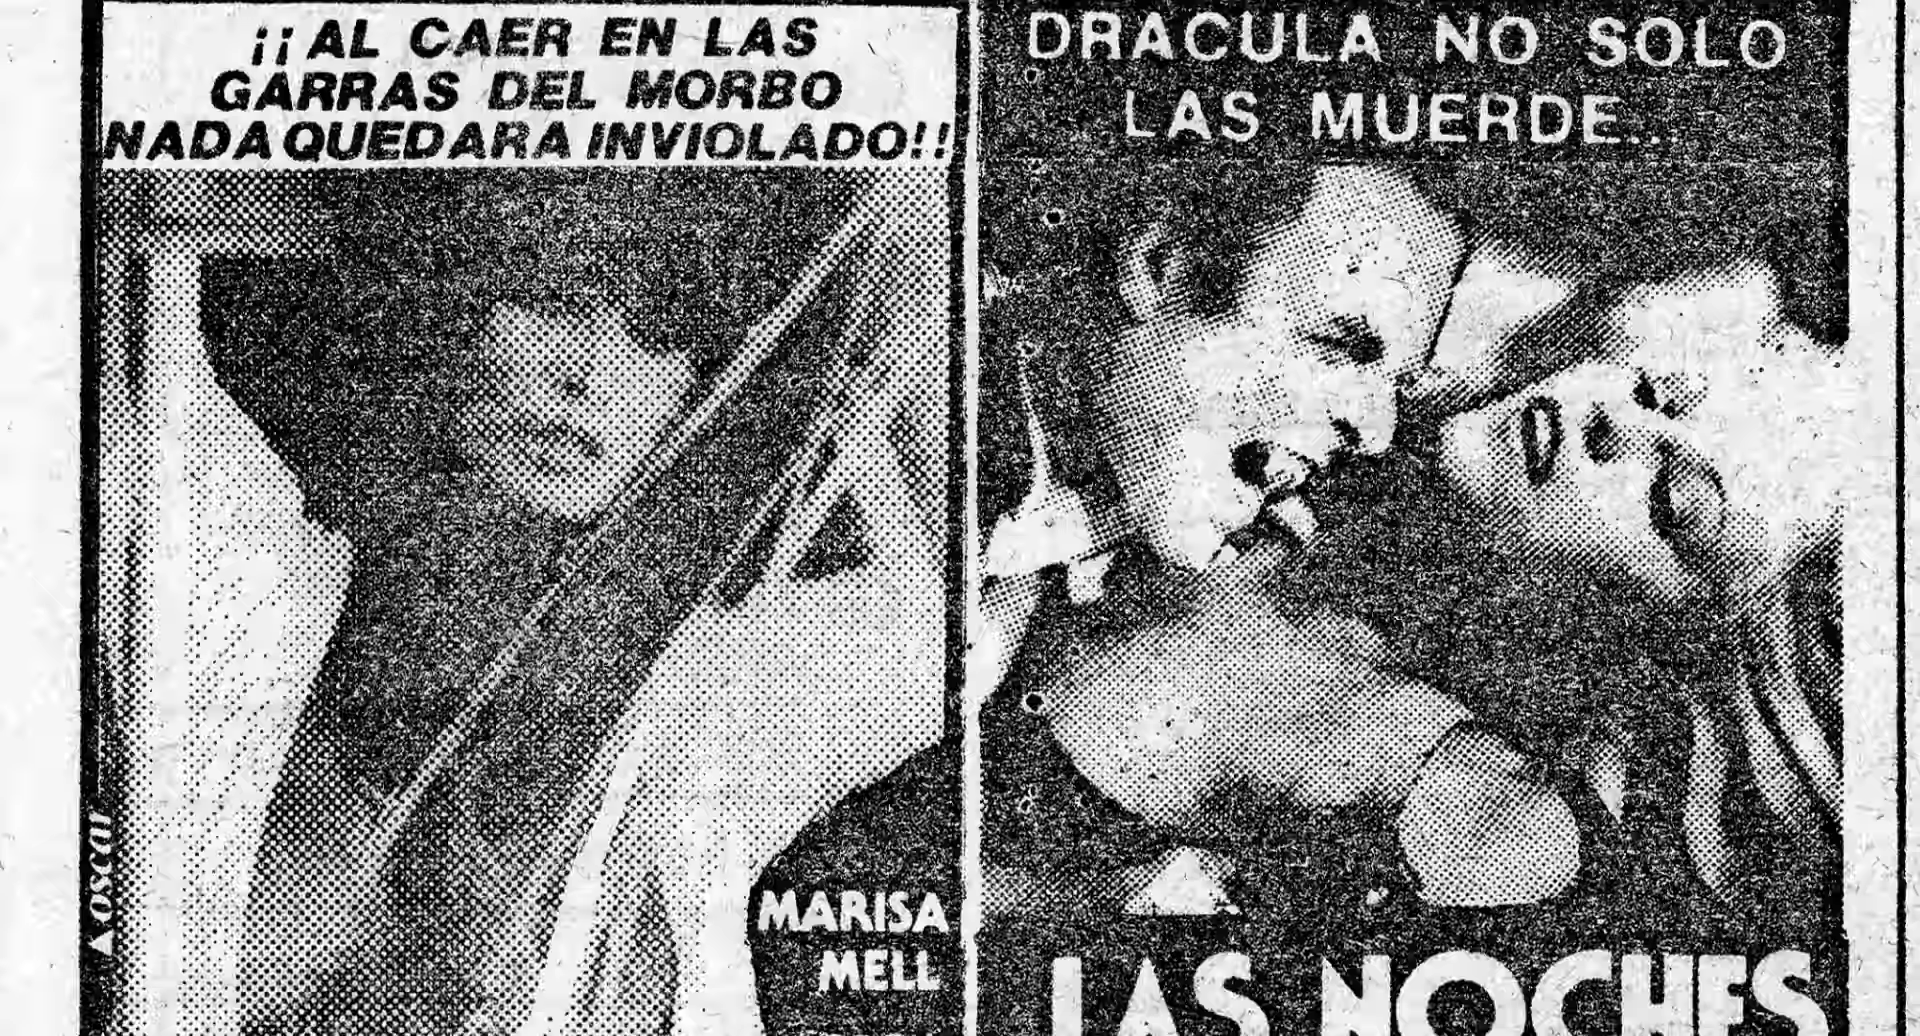 ¡¡AL CAER EN LAS
GARRAS DEL MORBO
NADA QUEDARA INVIOLADO!!
oscar
MARISA
MELL
DRACULA NO SOLO
LAS MUERDE...
LAS NOCHES